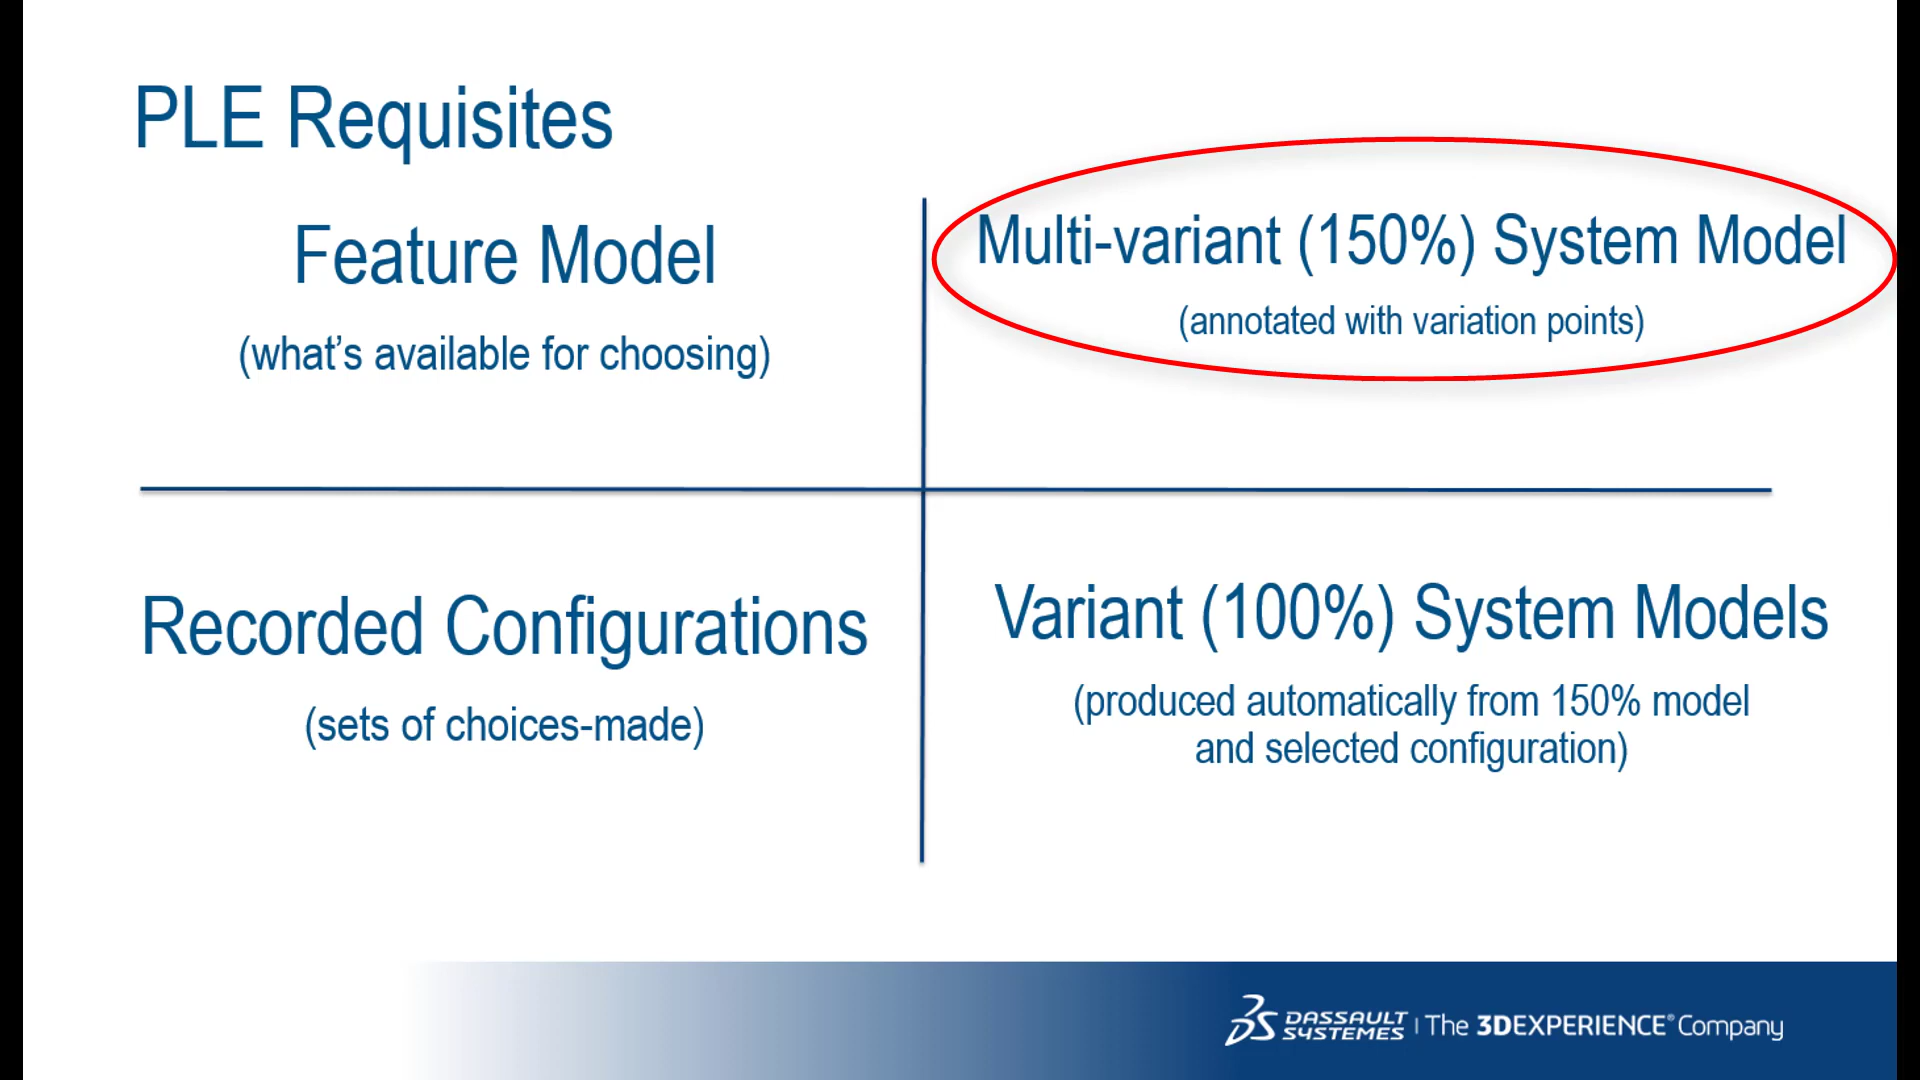 PLE Requisites
Feature Model
(what's available for choosing)
Multi-variant (150%) System Model
(annotated with variation points)
Recorded Configurations
(sets of choices-made)
Variant (100%) System Models
(produced automatically from 150% model
and selected configuration)
DASSAULT
SYSTEMES | The 3DEXPERIENCE® Company